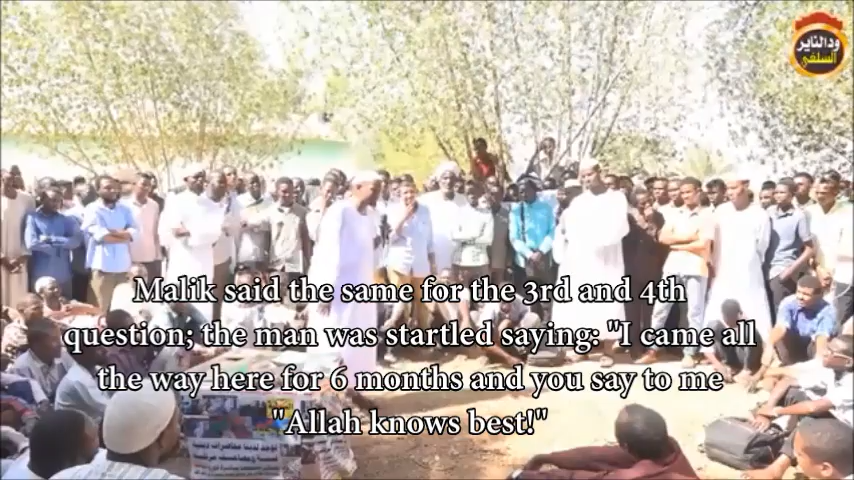 ودالناير
السلفي
Malik said the same for the 3rd and 4th
question; the man was startled saying: "I came all
the way here for 6 months and you say to me
"Allah knows best!"